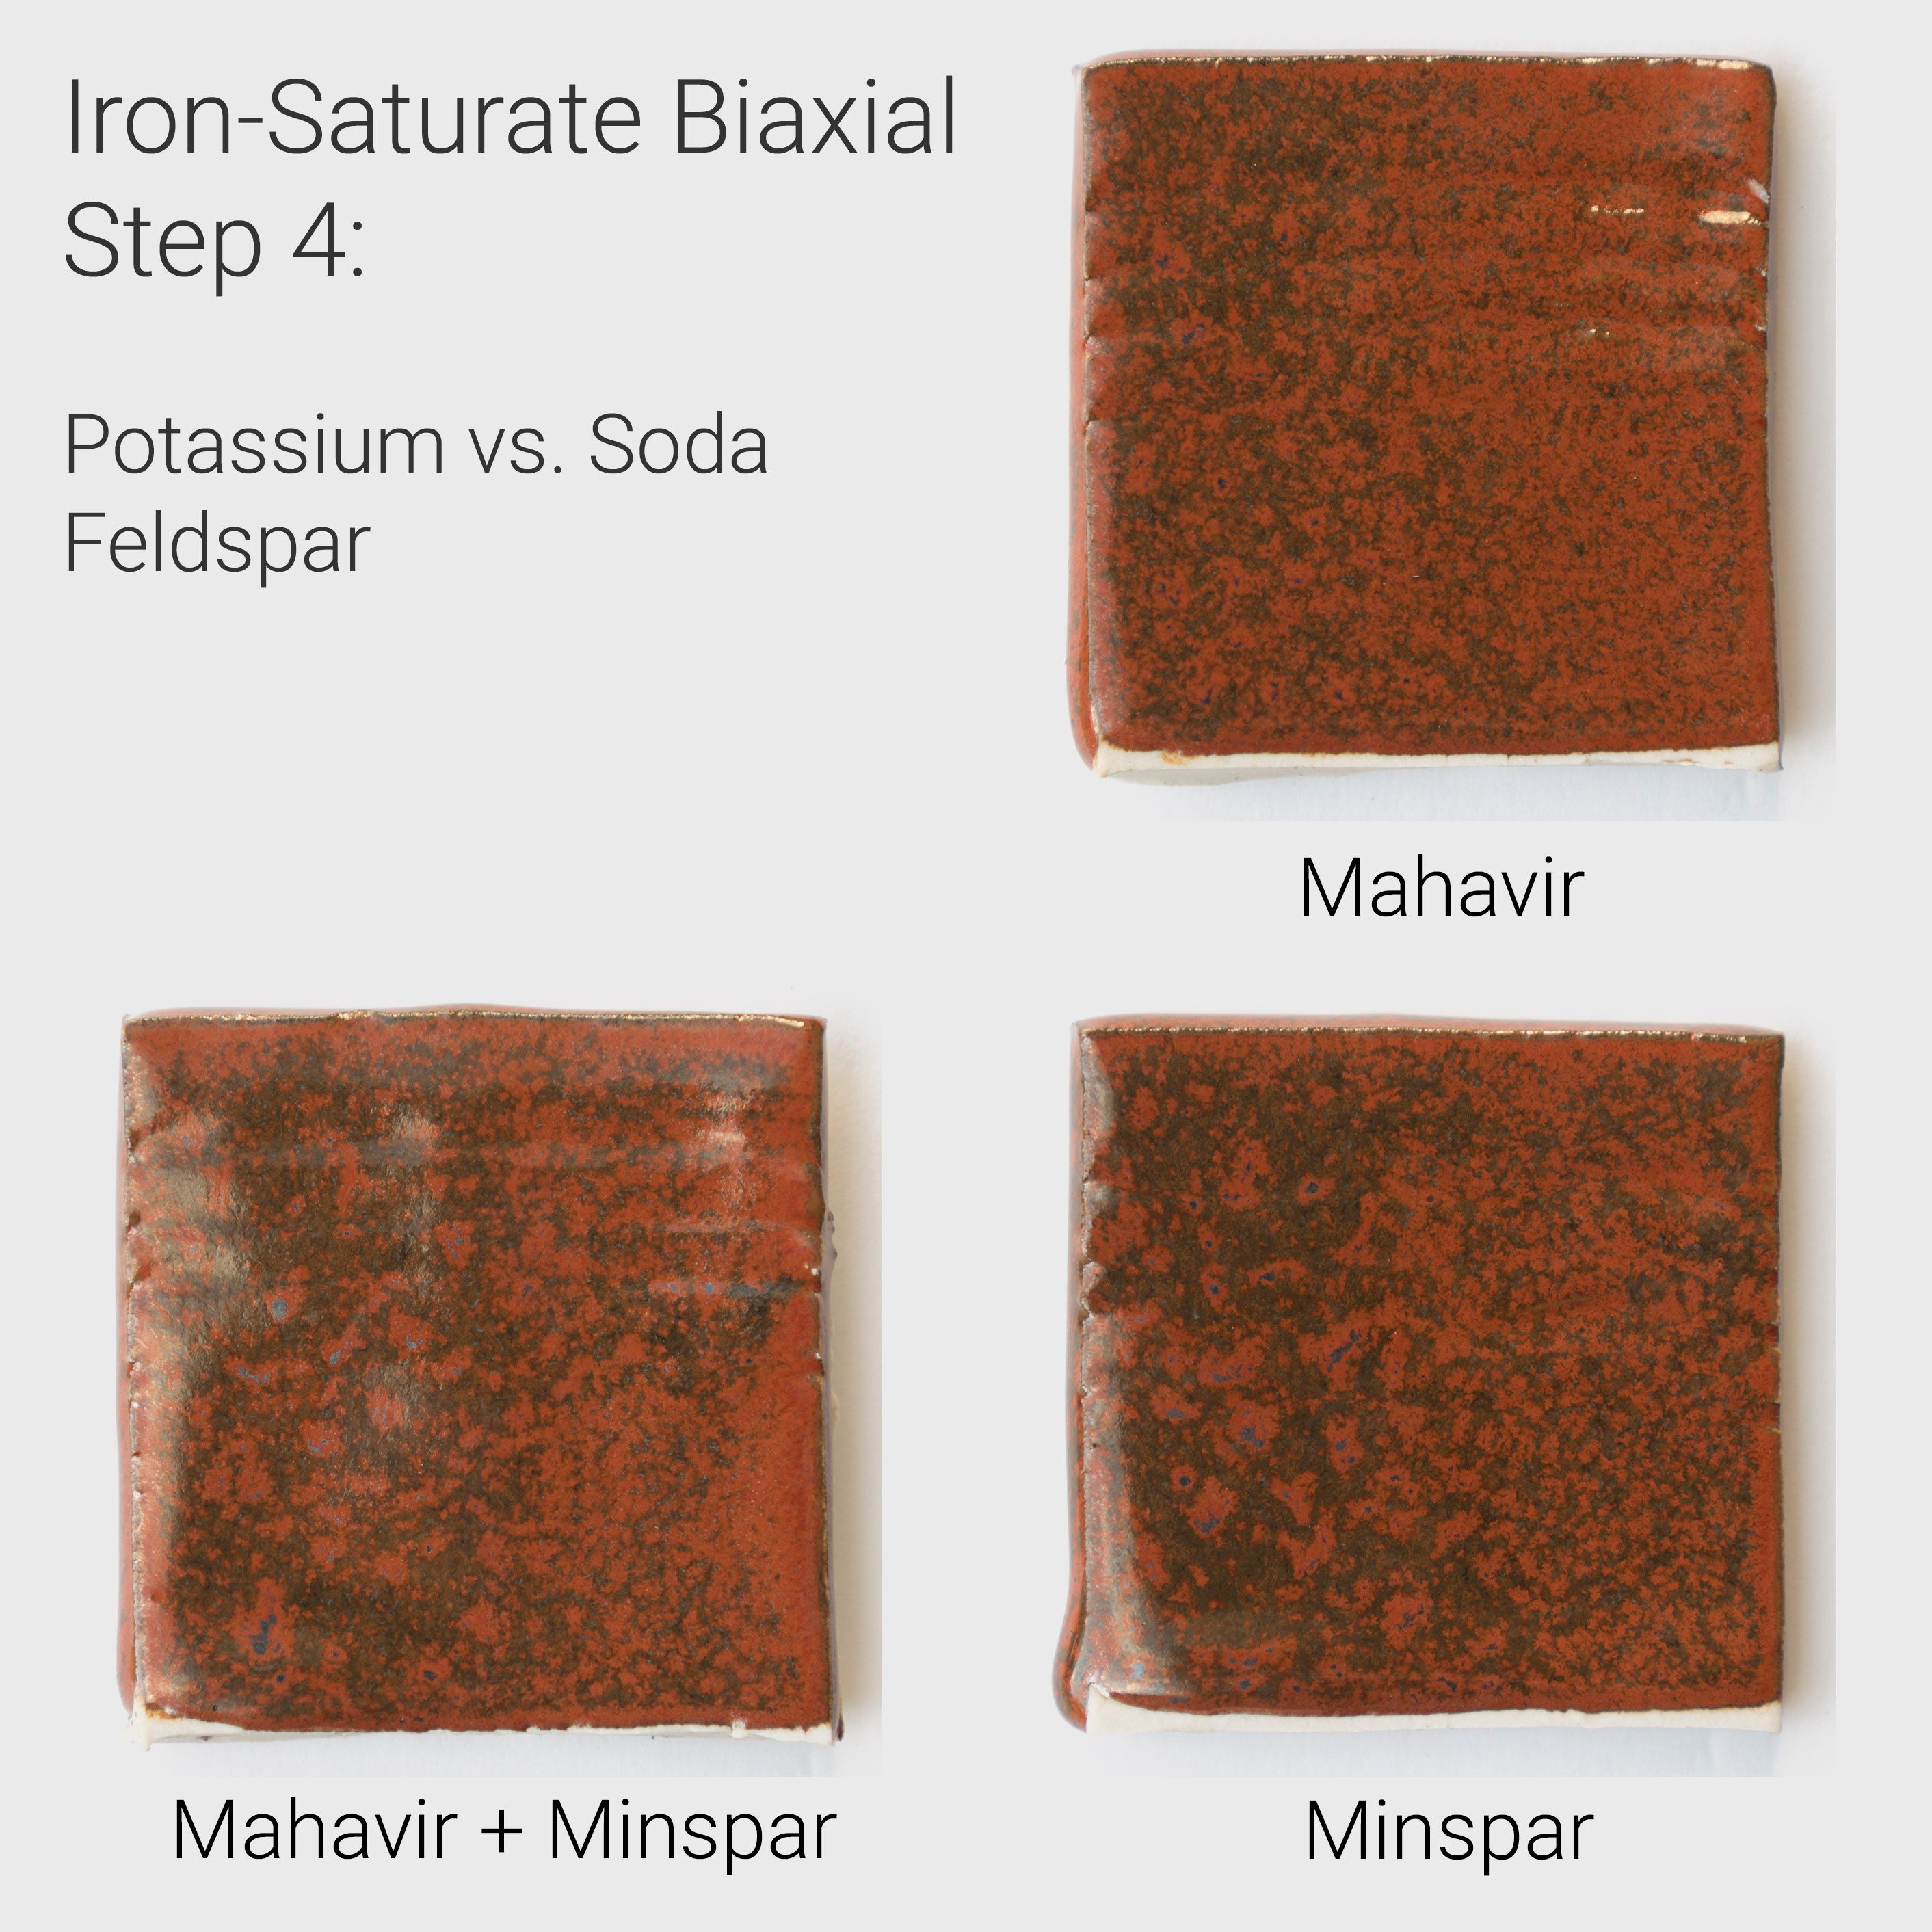 Iron-Saturate Biaxial
Step 4:
Potassium vs. Soda
Feldspar
Mahavir
Mahavir + Minspar
Minspar